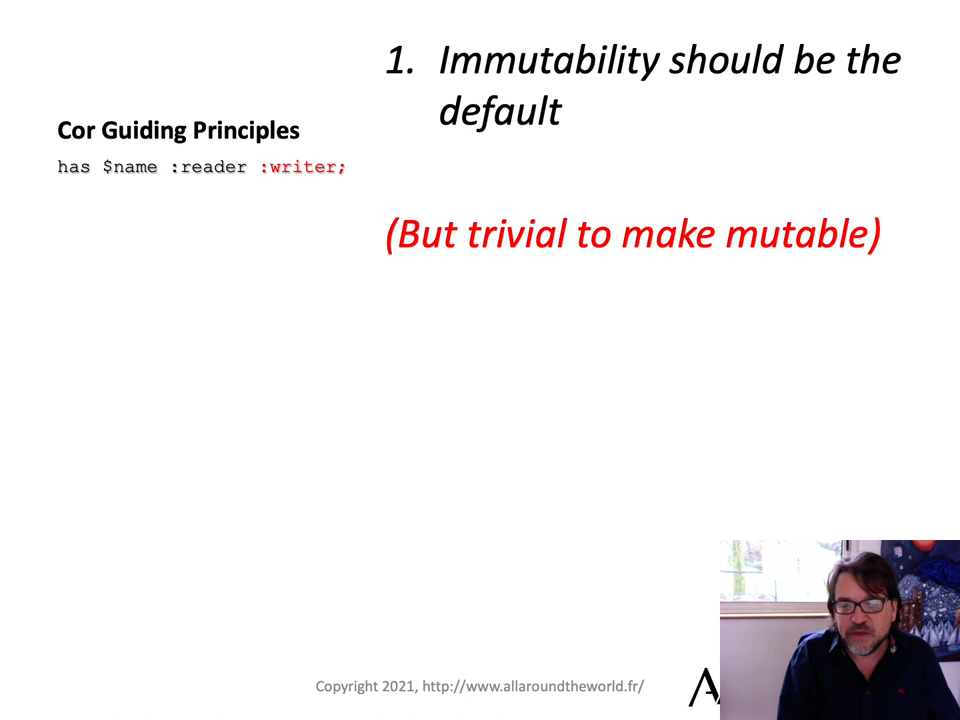 1. Immutability should be the
default
Cor Guiding Principles
has $name :reader :writer;
(But trivial to make mutable)
Copyright 2021, http://www.allaroundtheworld.fr/